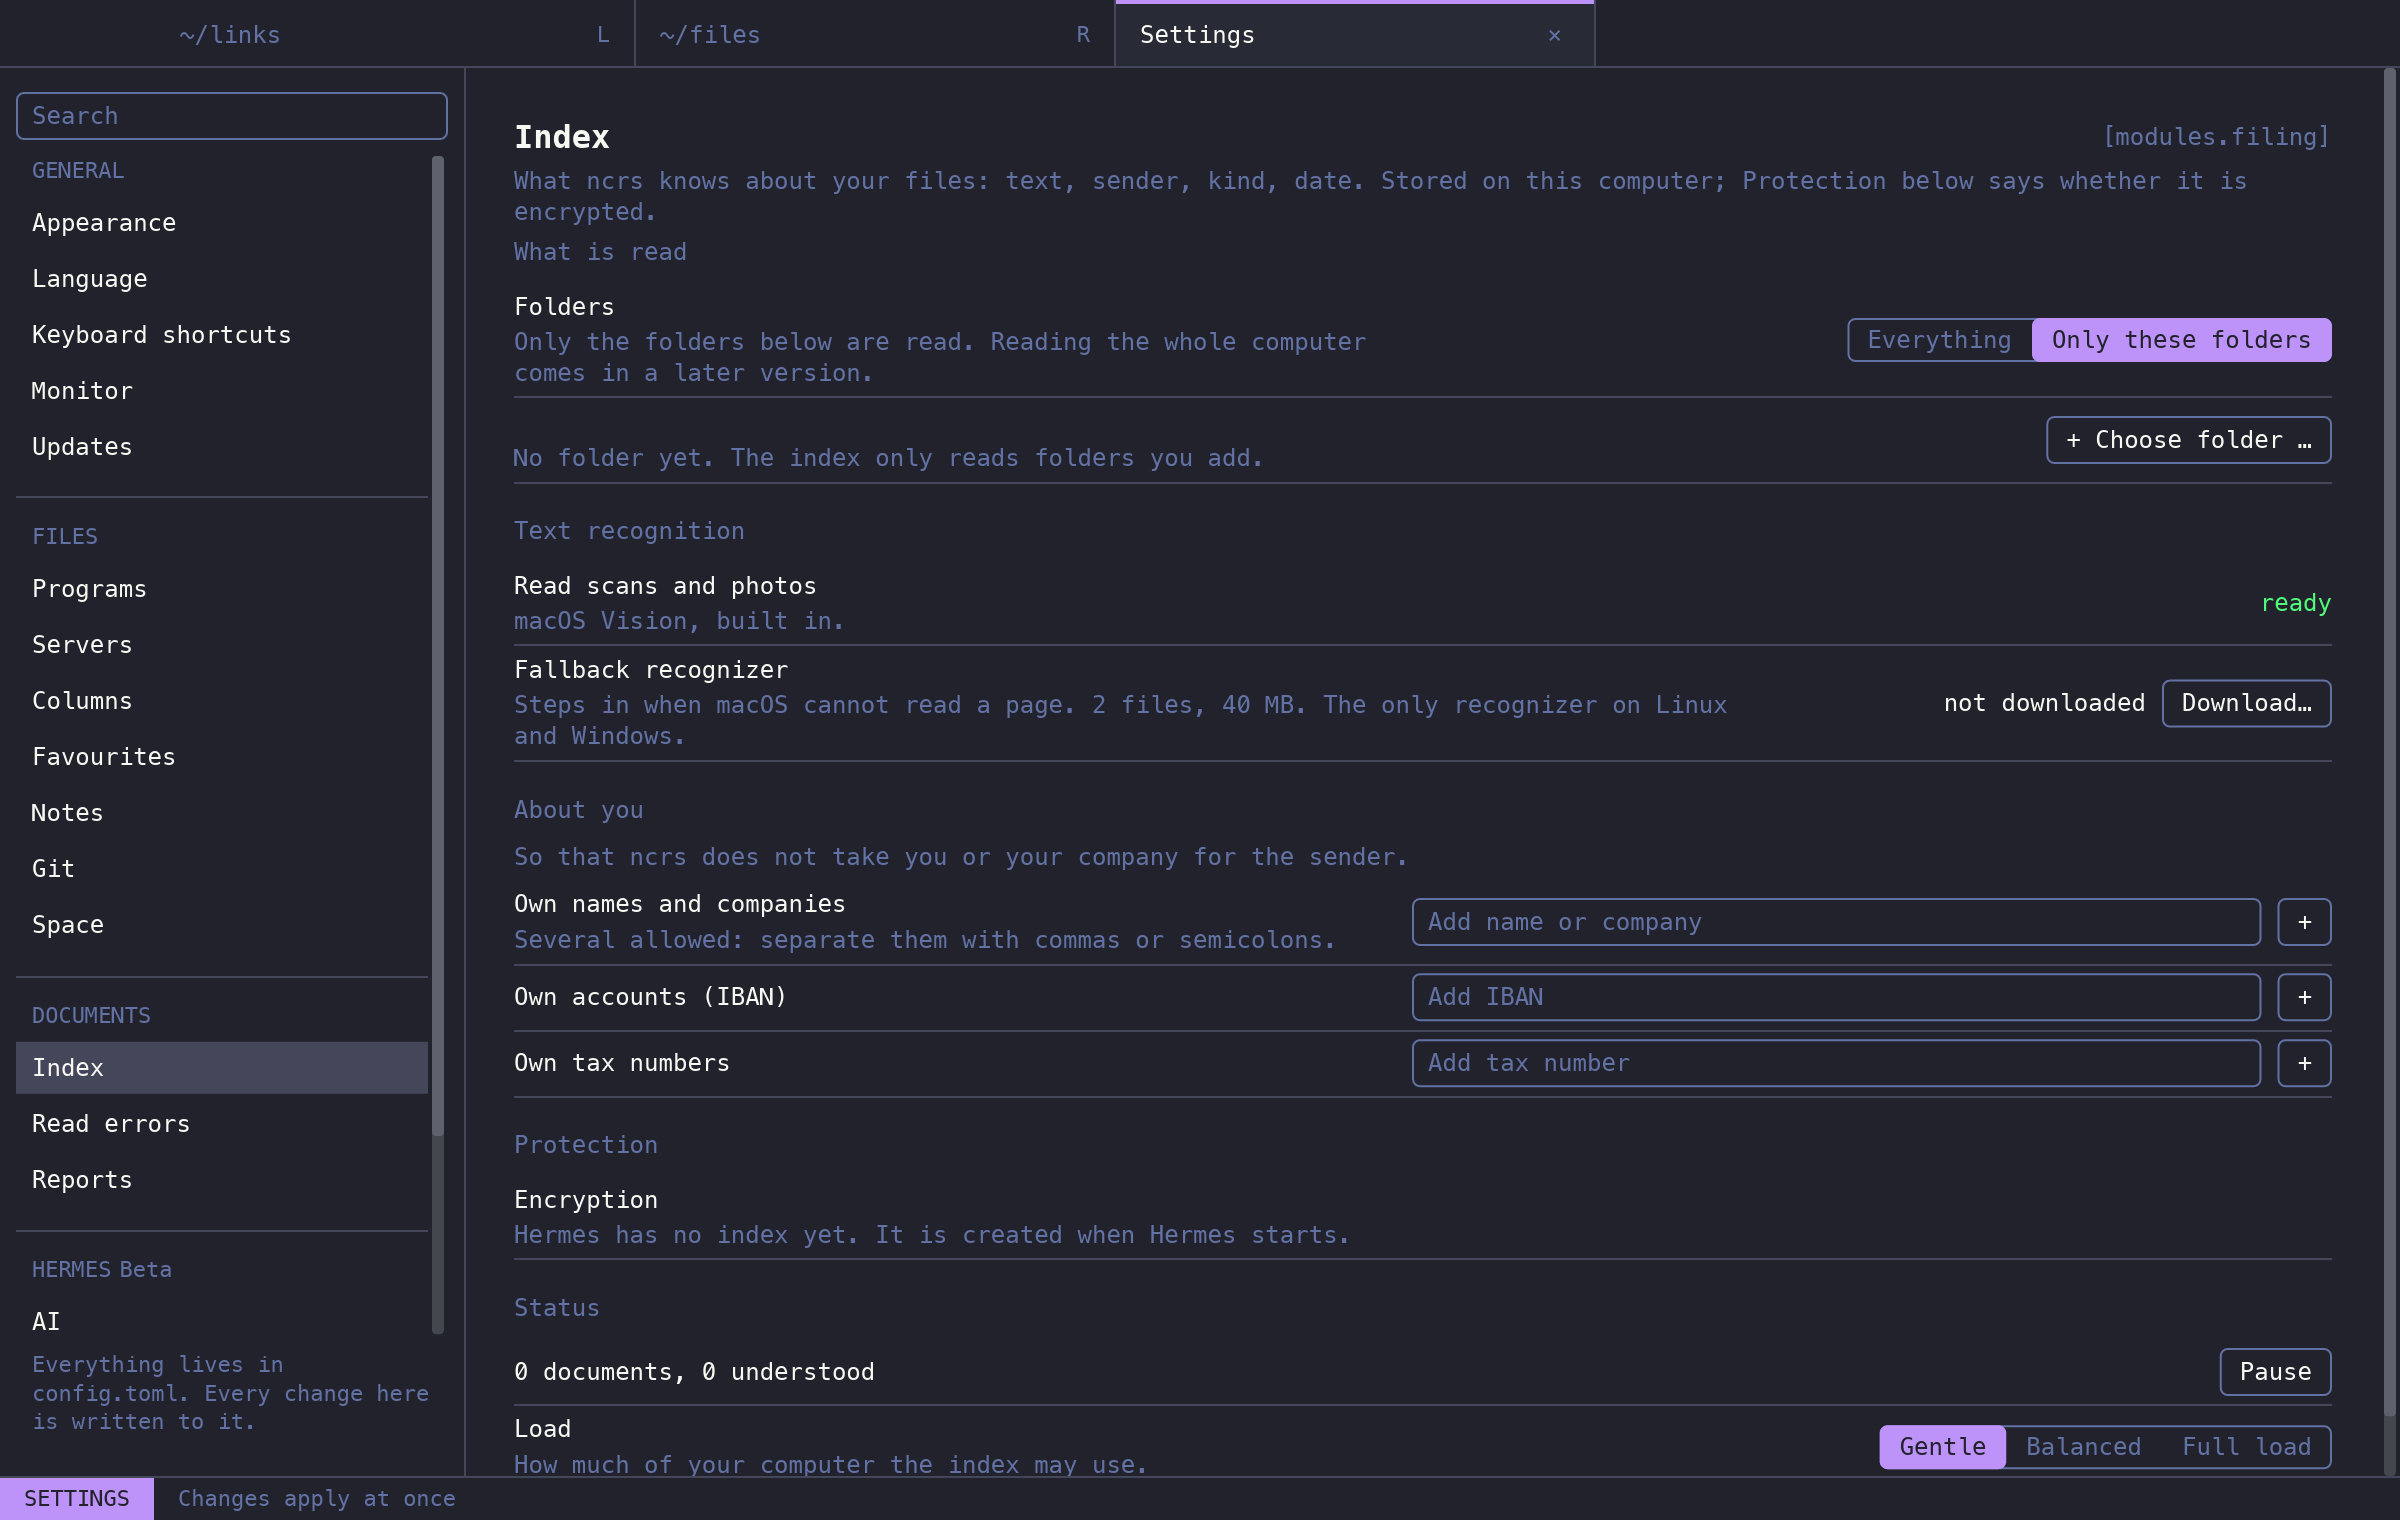 ~/links L ~/files R Settings ×
Search
GENERAL
Appearance
Language
Keyboard shortcuts
Monitor
Updates
FILES
Programs
Servers
Columns
Favourites
Notes
Git
Space
DOCUMENTS
Index
Read errors
Reports
HERMES Beta
AI
Everything lives in
config.toml. Every change here
is written to it.
Index [modules.filing]
What ncrs knows about your files: text, sender, kind, date. Stored on this computer; Protection below says whether it is
encrypted.
What is read
Folders
Only the folders below are read. Reading the whole computer
comes in a later version.
Everything Only these folders
+ Choose folder …
No folder yet. The index only reads folders you add.
Text recognition
Read scans and photos
macOS Vision, built in.
ready
Fallback recognizer
Steps in when macOS cannot read a page. 2 files, 40 MB. The only recognizer on Linux
and Windows.
not downloaded Download…
About you
So that ncrs does not take you or your company for the sender.
Own names and companies
Several allowed: separate them with commas or semicolons.
Add name or company +
Own accounts (IBAN) Add IBAN +
Own tax numbers Add tax number +
Protection
Encryption
Hermes has no index yet. It is created when Hermes starts.
Status
0 documents, 0 understood Pause
Load
How much of your computer the index may use.
Gentle Balanced Full load
SETTINGS Changes apply at once